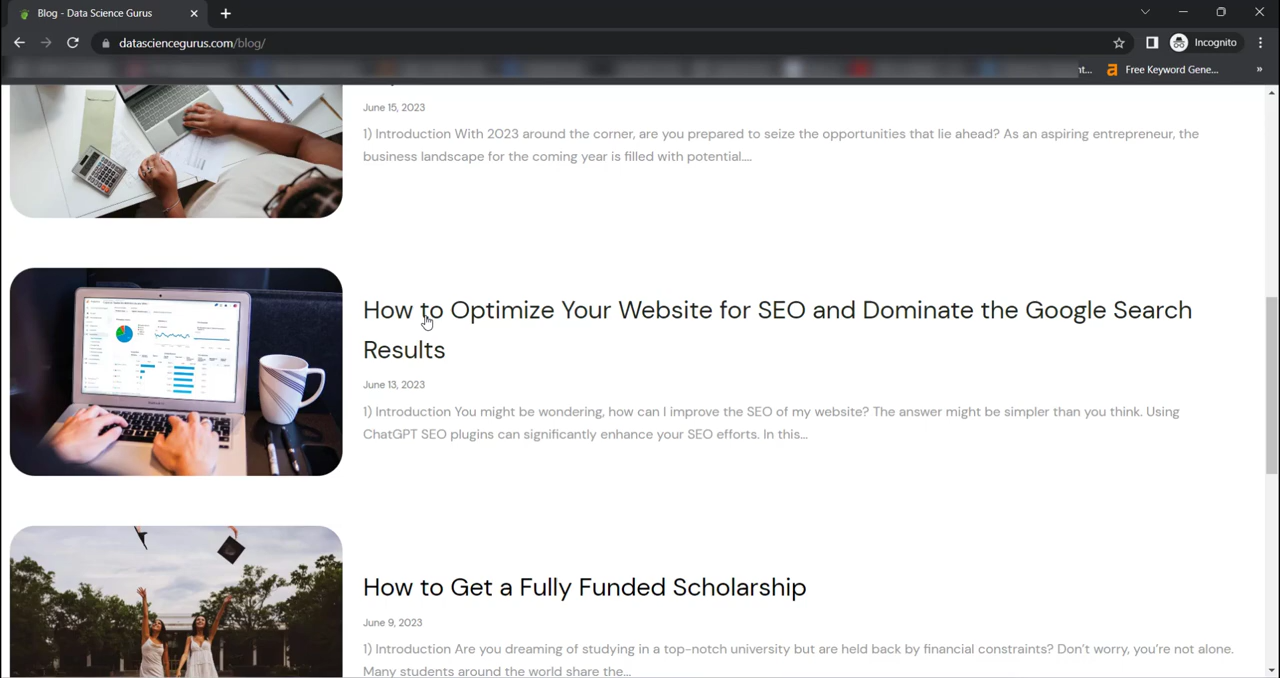 Blog - Data Science Gurus
datasciencegurus.com/blog/
Incognito
nt...
Free Keyword Gene...
June 15, 2023
1) Introduction With 2023 around the corner, are you prepared to seize the opportunities that lie ahead? As an aspiring entrepreneur, the
business landscape for the coming year is filled with potential....
How to Optimize Your Website for SEO and Dominate the Google Search
Results
June 13, 2023
1) Introduction You might be wondering, how can I improve the SEO of my website? The answer might be simpler than you think. Using
ChatGPT SEO plugins can significantly enhance your SEO efforts. In this...
How to Get a Fully Funded Scholarship
June 9, 2023
1) Introduction Are you dreaming of studying in a top-notch university but are held back by financial constraints? Don't worry, you're not alone.
Many students around the world share the...